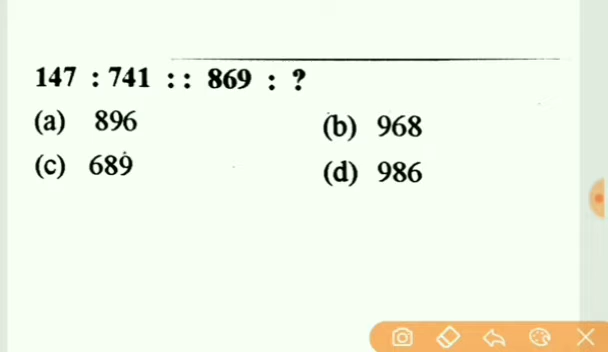 147 : 741 : : 869 : ?
(a) 896 (b) 968
(c) 689 (d) 986